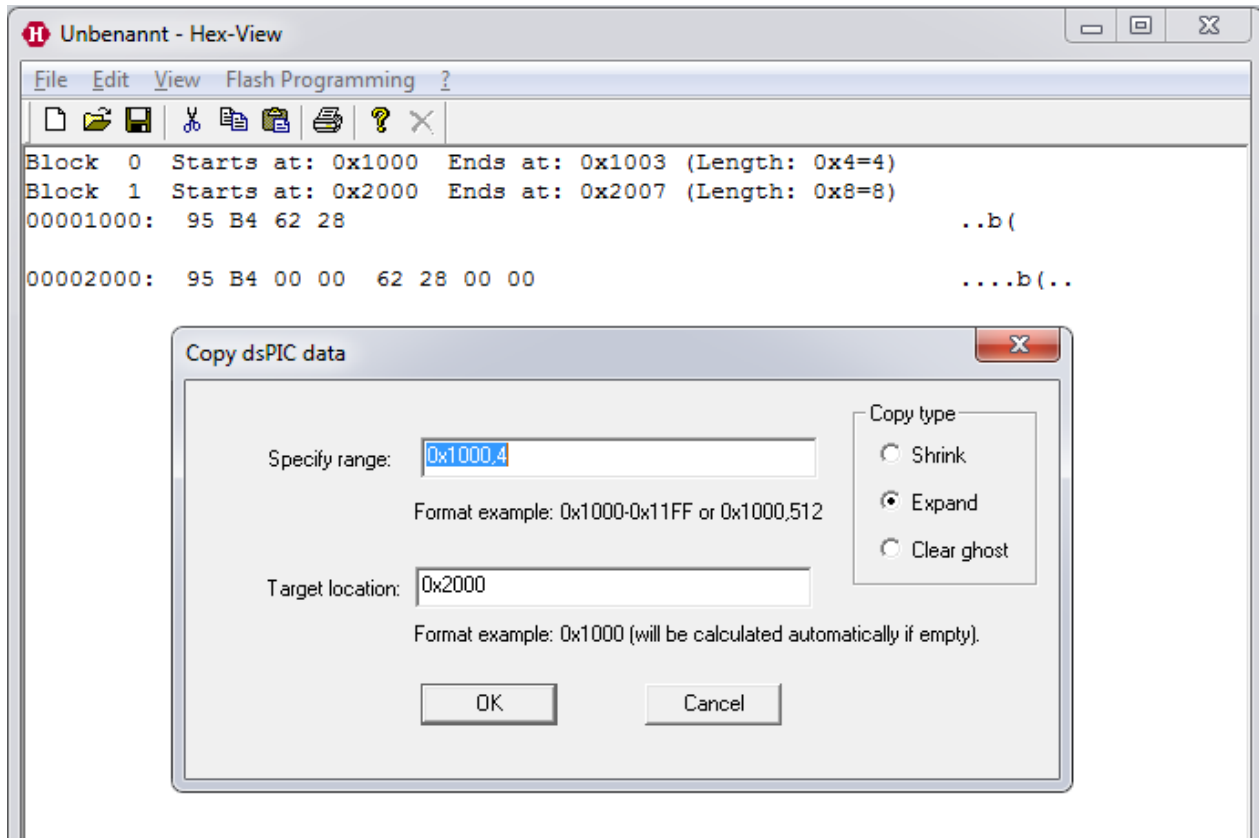 Unbenannt - Hex-View
File Edit View Flash Programming ?
Block  0  Starts at: 0x1000  Ends at: 0x1003 (Length: 0x4=4)
Block  1  Starts at: 0x2000  Ends at: 0x2007 (Length: 0x8=8)
00001000:  95 B4 62 28  ..b(
00002000:  95 B4 00 00  62 28 00 00  ....b(..
Copy dsPIC data
Copy type
Specify range: 0x1000,4
Shrink
Format example: 0x1000-0x11FF or 0x1000,512
Expand
Clear ghost
Target location: 0x2000
Format example: 0x1000 (will be calculated automatically if empty).
OK Cancel